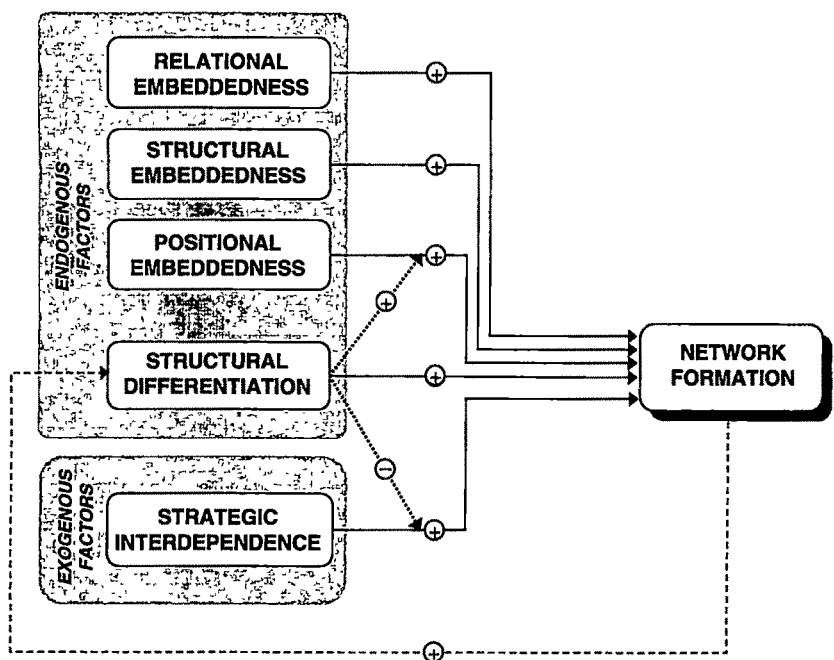 ENDOGENOUS
FACTORS
RELATIONAL
EMBEDDEDNESS
+
STRUCTURAL
EMBEDDEDNESS
+
POSITIONAL
EMBEDDEDNESS
+
+
STRUCTURAL
DIFFERENTIATION
+
NETWORK
FORMATION
−
EXOGENOUS
FACTORS
STRATEGIC
INTERDEPENDENCE
+
+